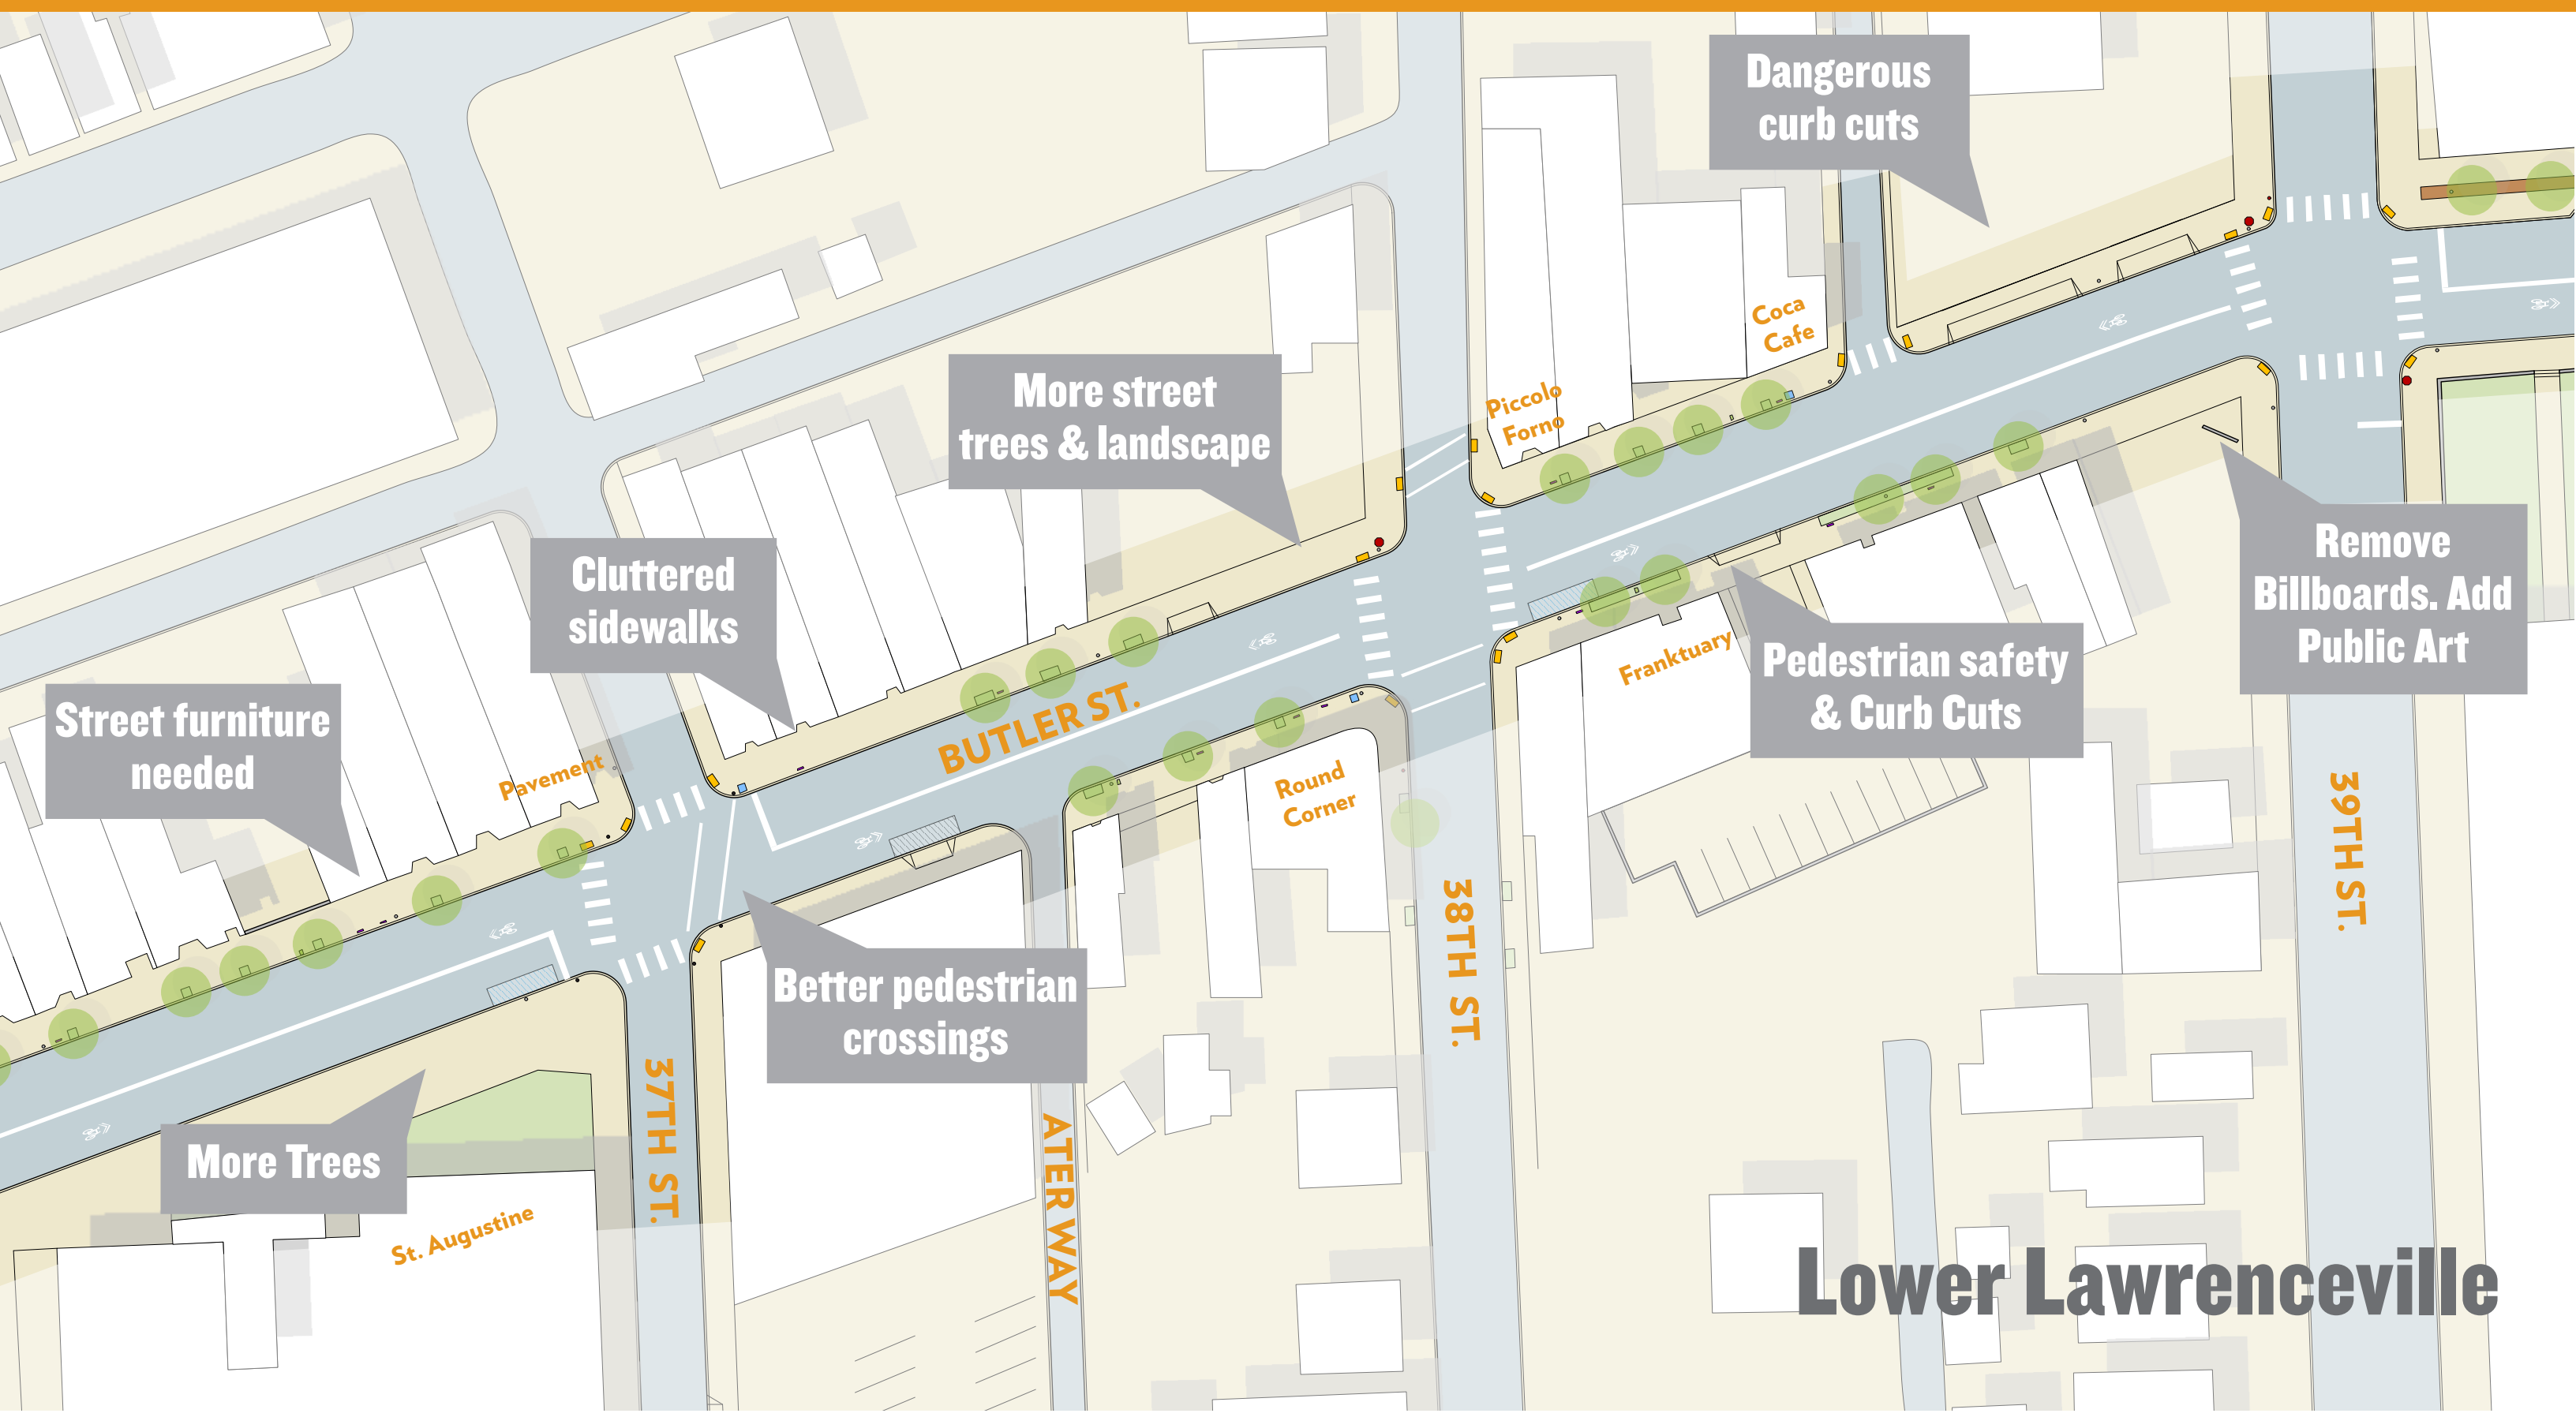 Dangerous
curb cuts
Coca
Cafe
Piccolo
Forno
More street
trees & landscape
Cluttered
sidewalks
Street furniture
needed
Pavement
BUTLER ST.
Round
Corner
Franktuary
Pedestrian safety
& Curb Cuts
Remove
Billboards. Add
Public Art
39TH ST.
38TH ST.
Better pedestrian
crossings
37TH ST.
ATER WAY
More Trees
St. Augustine
Lower Lawrenceville